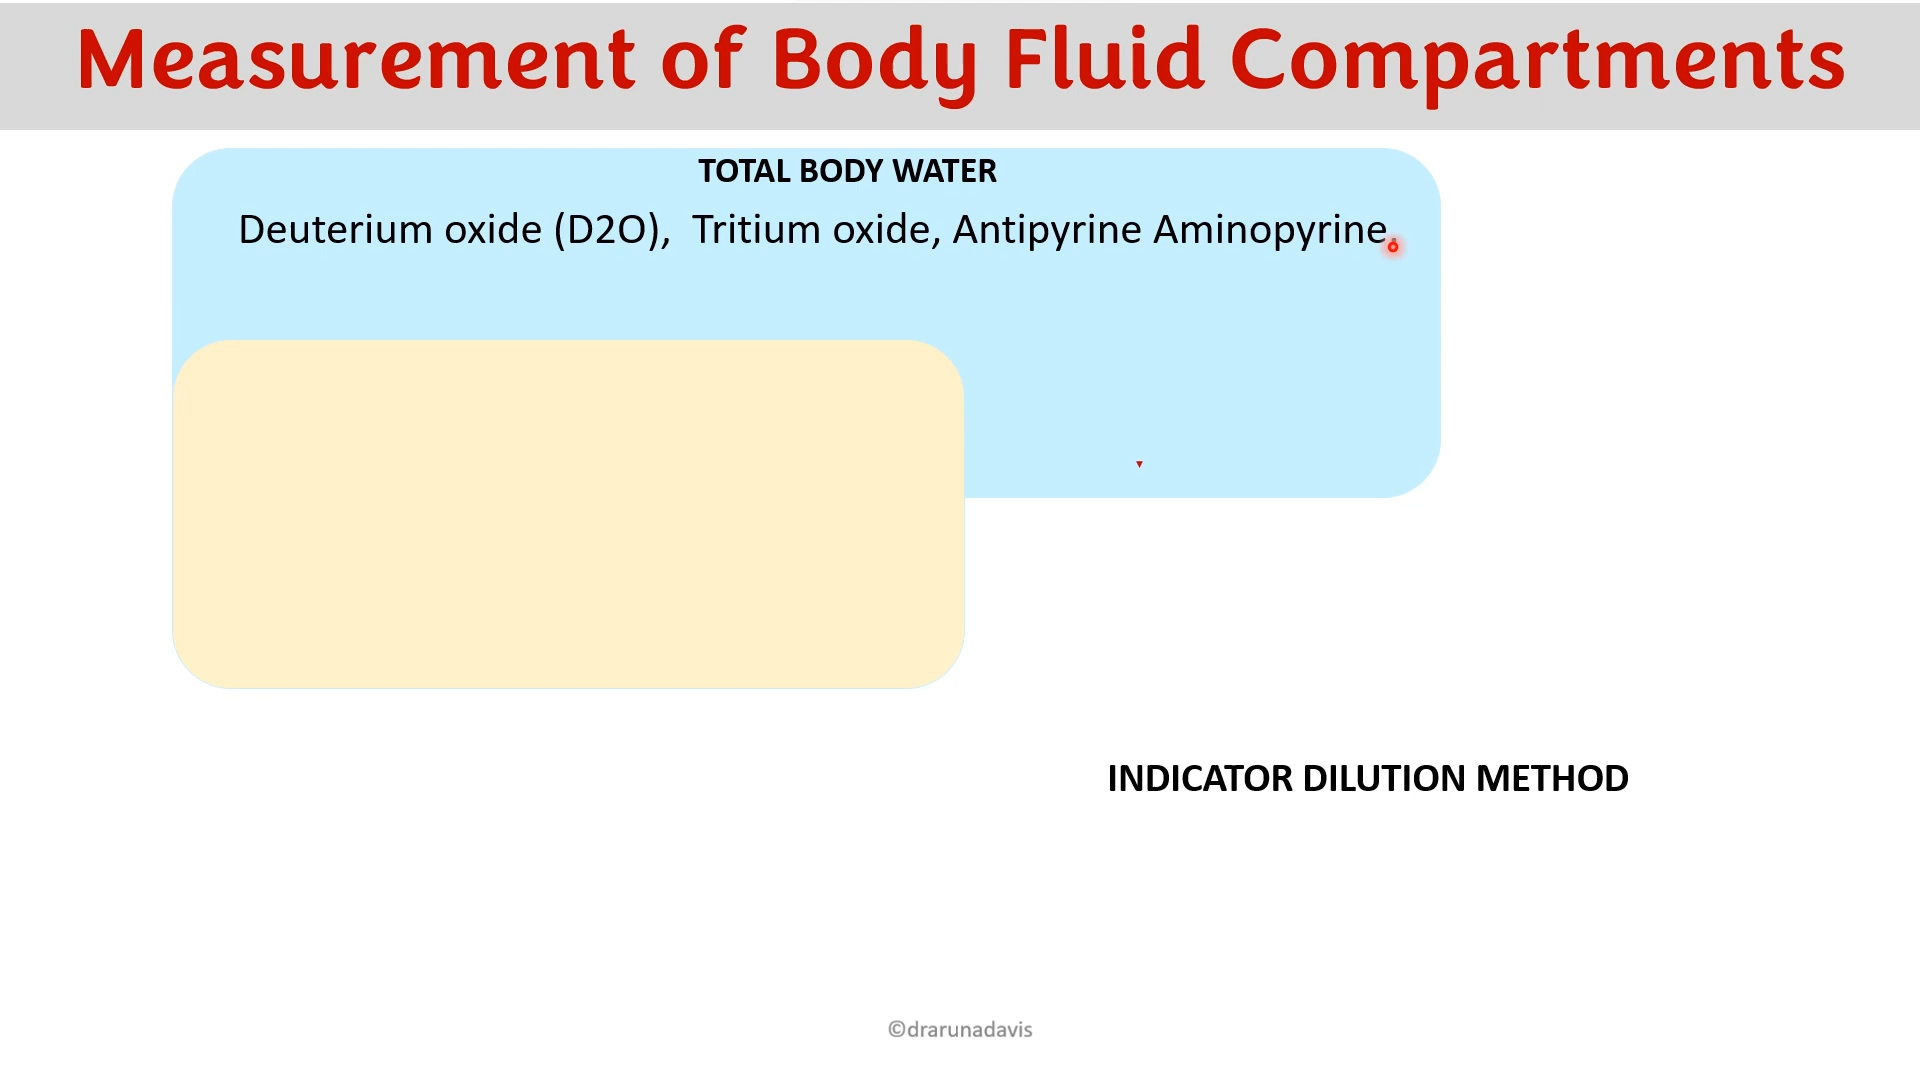 Measurement of Body Fluid Compartments
TOTAL BODY WATER
Deuterium oxide (D2O),  Tritium oxide, Antipyrine Aminopyrine.
INDICATOR DILUTION METHOD
©drarunadavis